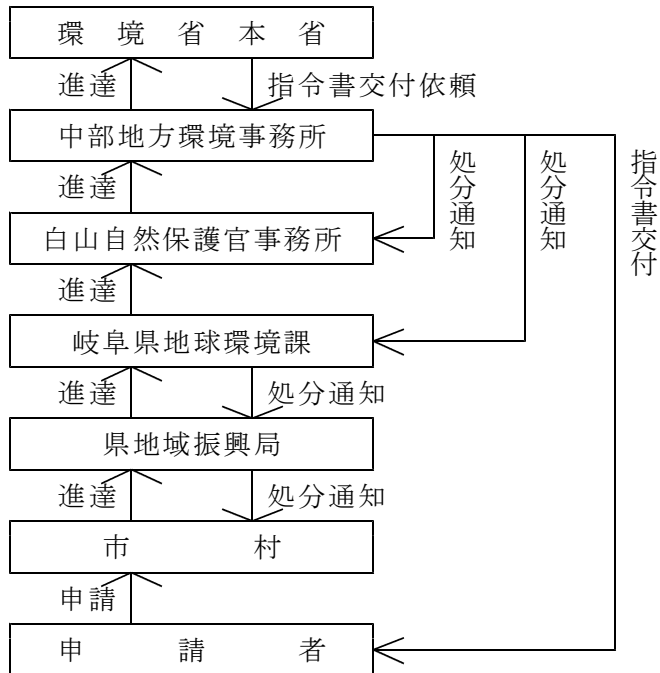 環境省本省
進達
指令書交付依頼
中部地方環境事務所
進達
処分通知
処分通知
指令書交付
白山自然保護官事務所
進達
岐阜県地球環境課
進達
処分通知
県地域振興局
進達
処分通知
市村
申請
申請者